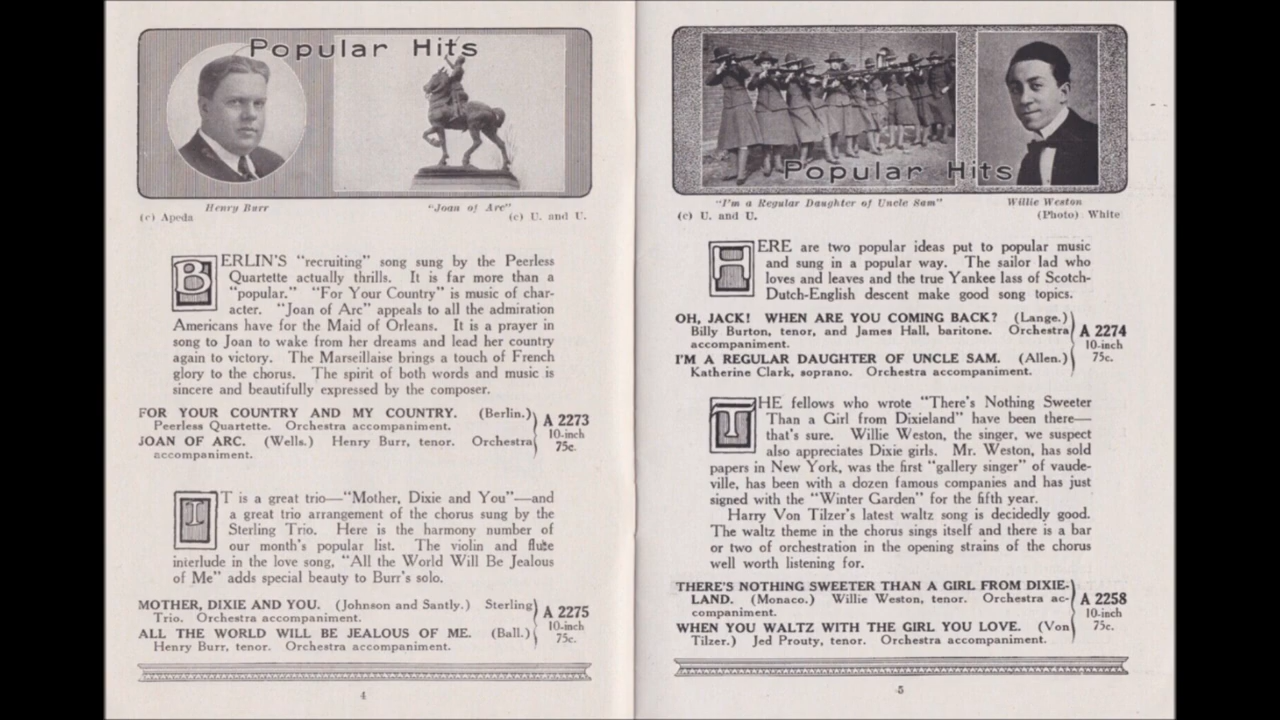 Popular Hits
Henry Burr
"Joan of Arc"
(c) Apeda
(c) U. and U.
BERLIN'S "recruiting" song sung by the Peerless
Quartette actually thrills. It is far more than a
"popular." "For Your Country" is music of char-
acter. "Joan of Arc" appeals to all the admiration
Americans have for the Maid of Orleans. It is a prayer in
song to Joan to wake from her dreams and lead her country
again to victory. The Marseillaise brings a touch of French
glory to the chorus. The spirit of both words and music is
sincere and beautifully expressed by the composer.
FOR YOUR COUNTRY AND MY COUNTRY. (Berlin.)
Peerless Quartette. Orchestra accompaniment.
JOAN OF ARC. (Wells.) Henry Burr, tenor. Orchestra
accompaniment.
A 2273
10-inch
75c.
IT is a great trio—"Mother, Dixie and You"—and
a great trio arrangement of the chorus sung by the
Sterling Trio. Here is the harmony number of
our month's popular list. The violin and flute
interlude in the love song, "All the World Will Be Jealous
of Me" adds special beauty to Burr's solo.
MOTHER, DIXIE AND YOU. (Johnson and Santly.) Sterling
Trio. Orchestra accompaniment.
ALL THE WORLD WILL BE JEALOUS OF ME. (Ball.)
Henry Burr, tenor. Orchestra accompaniment.
A 2275
10-inch
75c.
4
Popular Hits
"I'm a Regular Daughter of Uncle Sam"
Willie Weston
(c) U. and U.
(Photo) White
HERE are two popular ideas put to popular music
and sung in a popular way. The sailor lad who
loves and leaves and the true Yankee lass of Scotch-
Dutch-English descent make good song topics.
OH, JACK! WHEN ARE YOU COMING BACK? (Lange.)
Billy Burton, tenor, and James Hall, baritone. Orchestra
accompaniment.
I'M A REGULAR DAUGHTER OF UNCLE SAM. (Allen.)
Katherine Clark, soprano. Orchestra accompaniment.
A 2274
10-inch
75c.
THE fellows who wrote "There's Nothing Sweeter
Than a Girl from Dixieland" have been there—
that's sure. Willie Weston, the singer, we suspect
also appreciates Dixie girls. Mr. Weston, has sold
papers in New York, was the first "gallery singer" of vaude-
ville, has been with a dozen famous companies and has just
signed with the "Winter Garden" for the fifth year.
Harry Von Tilzer's latest waltz song is decidedly good.
The waltz theme in the chorus sings itself and there is a bar
or two of orchestration in the opening strains of the chorus
well worth listening for.
THERE'S NOTHING SWEETER THAN A GIRL FROM DIXIE-
LAND. (Monaco.) Willie Weston, tenor. Orchestra ac-
companiment.
WHEN YOU WALTZ WITH THE GIRL YOU LOVE. (Von
Tilzer.) Jed Prouty, tenor. Orchestra accompaniment.
A 2258
10-inch
75c.
5